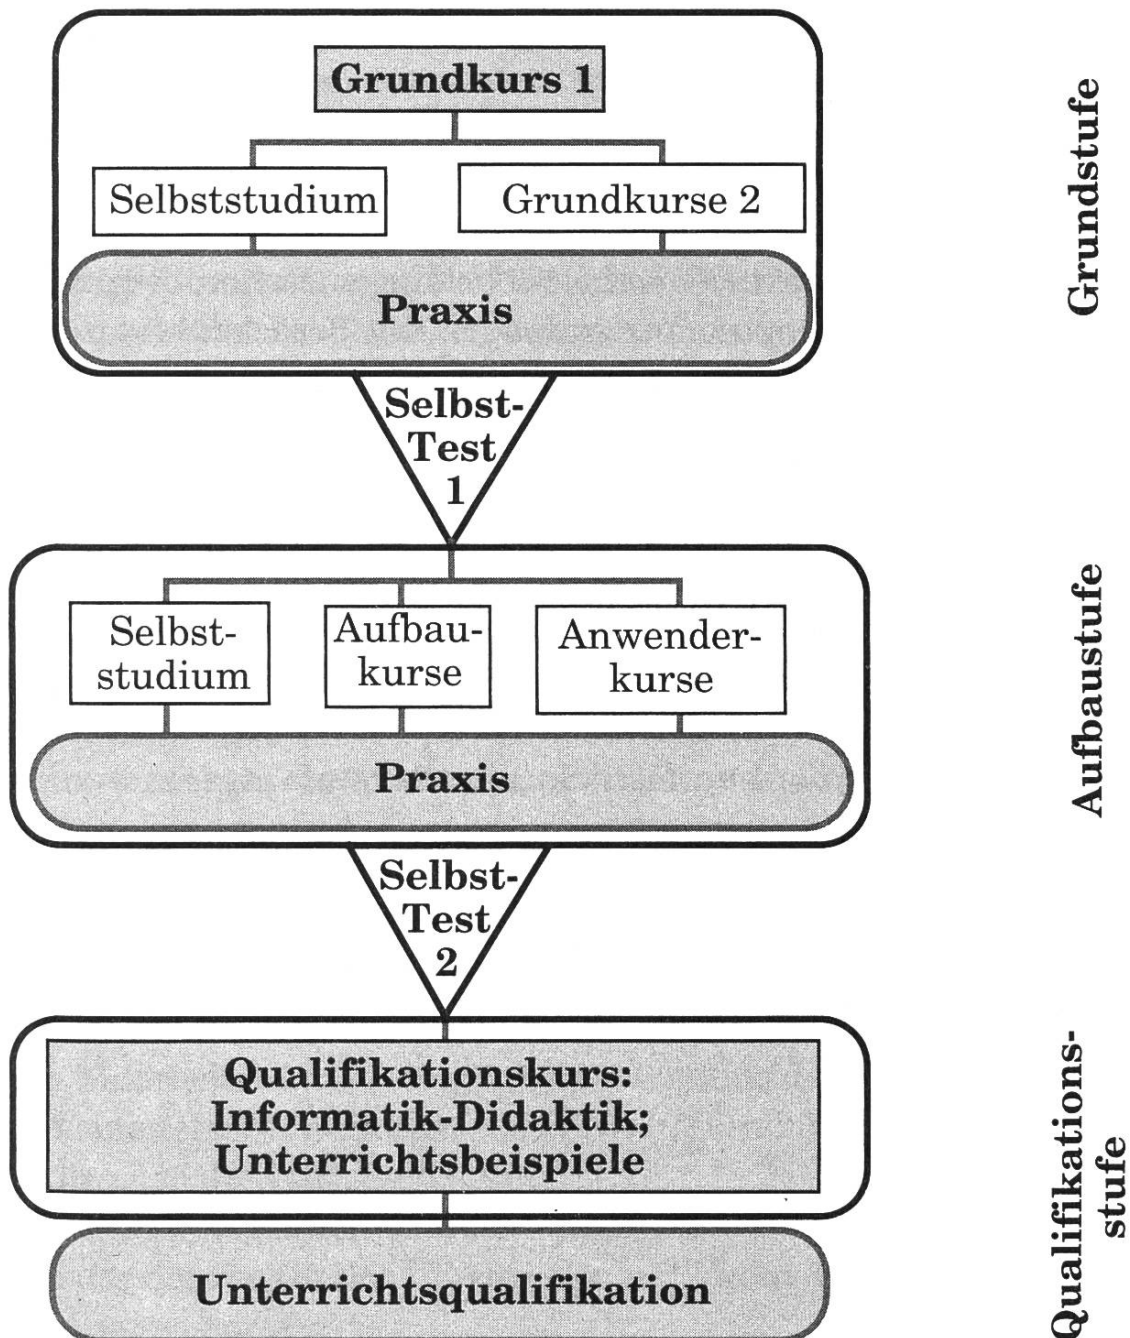 Grundkurs 1
Selbststudium
Grundkurse 2
Praxis
Grundstufe
Selbst-
Test
1
Selbst-
studium
Aufbau-
kurse
Anwender-
kurse
Praxis
Aufbaustufe
Selbst-
Test
2
Qualifikationskurs:
Informatik-Didaktik;
Unterrichtsbeispiele
Unterrichtsqualifikation
Qualifikations-
stufe